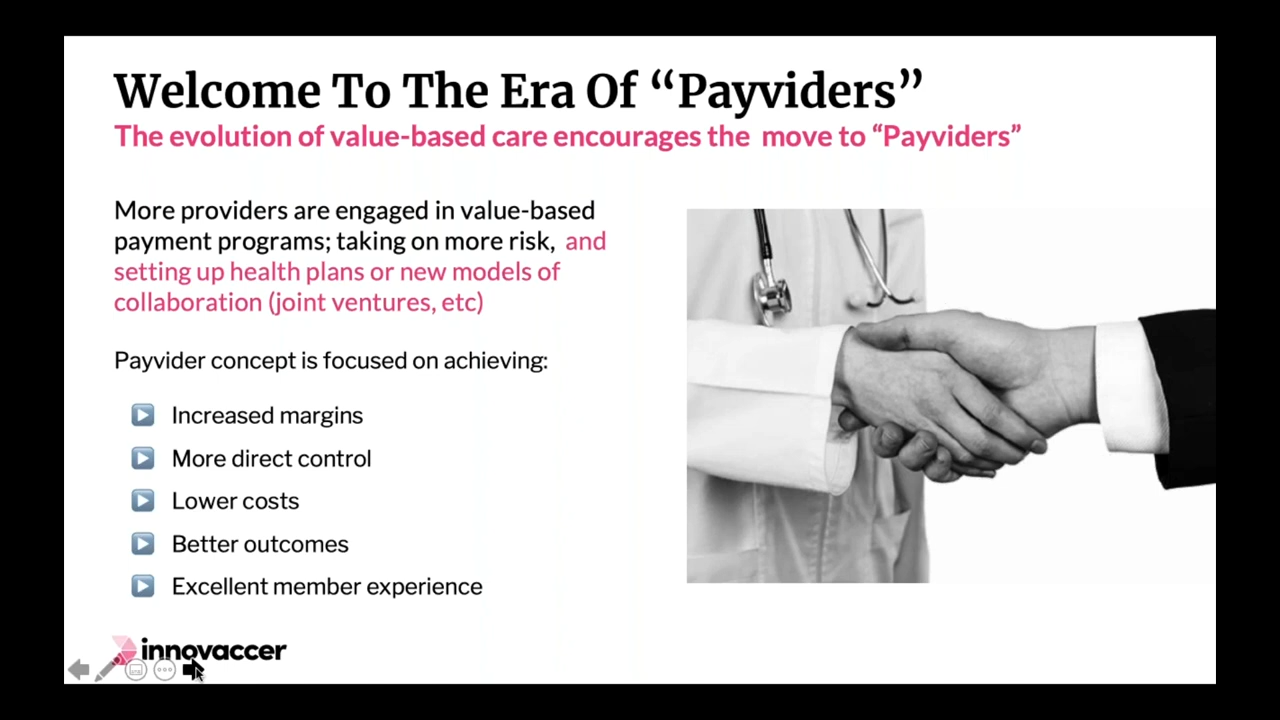 Welcome To The Era Of “Payviders”
The evolution of value-based care encourages the move to “Payviders”
More providers are engaged in value-based
payment programs; taking on more risk, and
setting up health plans or new models of
collaboration (joint ventures, etc)
Payvider concept is focused on achieving:
Increased margins
More direct control
Lower costs
Better outcomes
Excellent member experience
innovaccer